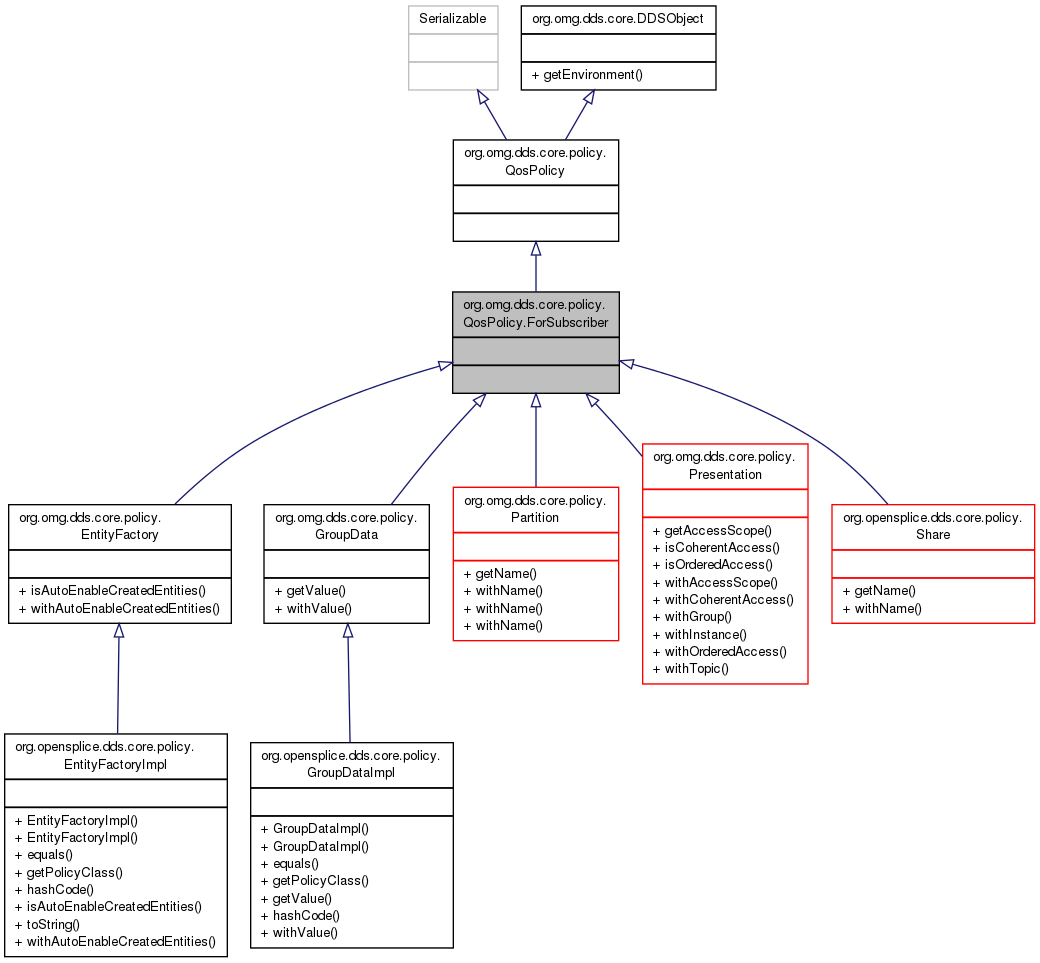 Serializable
org.omg.dds.core.DDSObject
+ getEnvironment()
org.omg.dds.core.policy.
QosPolicy
org.omg.dds.core.policy.
QosPolicy.ForSubscriber
org.omg.dds.core.policy.
EntityFactory
+ isAutoEnableCreatedEntities()
+ withAutoEnableCreatedEntities()
org.omg.dds.core.policy.
GroupData
+ getValue()
+ withValue()
org.omg.dds.core.policy.
Partition
+ getName()
+ withName()
+ withName()
+ withName()
org.omg.dds.core.policy.
Presentation
+ getAccessScope()
+ isCoherentAccess()
+ isOrderedAccess()
+ withAccessScope()
+ withCoherentAccess()
+ withGroup()
+ withInstance()
+ withOrderedAccess()
+ withTopic()
org.opensplice.dds.core.policy.
Share
+ getName()
+ withName()
org.opensplice.dds.core.policy.
EntityFactoryImpl
+ EntityFactoryImpl()
+ EntityFactoryImpl()
+ equals()
+ getPolicyClass()
+ hashCode()
+ isAutoEnableCreatedEntities()
+ toString()
+ withAutoEnableCreatedEntities()
org.opensplice.dds.core.policy.
GroupDataImpl
+ GroupDataImpl()
+ GroupDataImpl()
+ equals()
+ getPolicyClass()
+ getValue()
+ hashCode()
+ withValue()